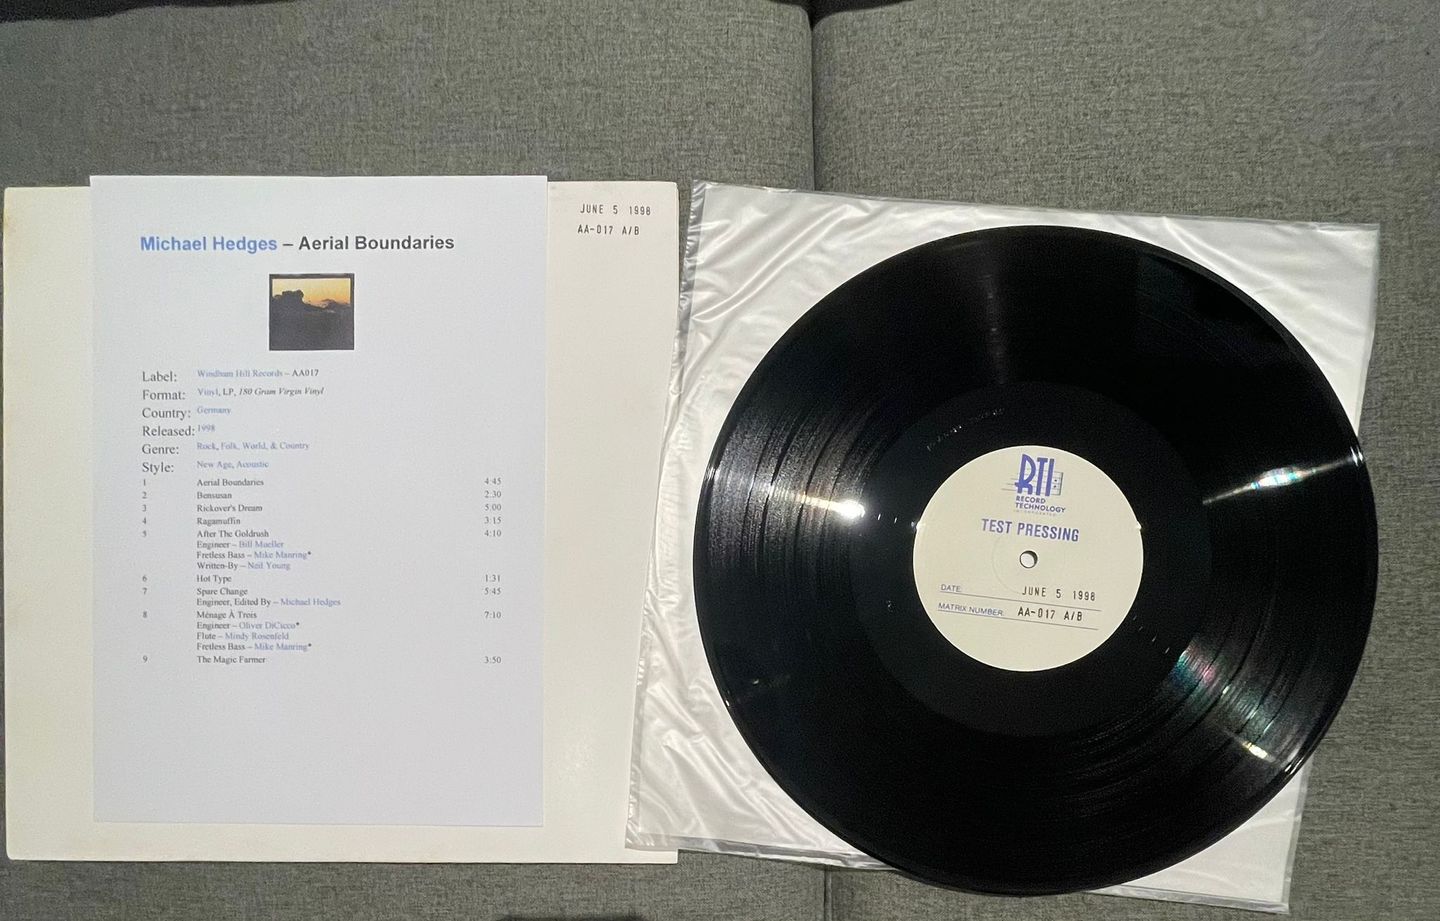 Michael Hedges – Aerial Boundaries
Label: Windham Hill Records – AA017
Format: Vinyl, LP, 180 Gram Virgin Vinyl
Country: Germany
Released: 1998
Genre: Rock, Folk, World, & Country
Style: New Age, Acoustic
1 Aerial Boundaries 4:45
2 Bensusan 2:30
3 Rickover's Dream 5:00
4 Ragamuffin 3:15
5 After The Goldrush 4:10
Engineer – Bill Mueller
Fretless Bass – Mike Manring*
Written-By – Neil Young
6 Hot Type 1:31
7 Spare Change 5:45
Engineer, Edited By – Michael Hedges
8 Ménage À Trois 7:10
Engineer – Oliver DiCicco*
Flute – Mindy Rosenfeld
Fretless Bass – Mike Manring*
9 The Magic Farmer 3:50
JUNE 5 1998
AA-017 A/B
RTI
RECORD
TECHNOLOGY
INCORPORATED
TEST PRESSING
DATE: JUNE 5 1998
MATRIX NUMBER: AA-017 A/B